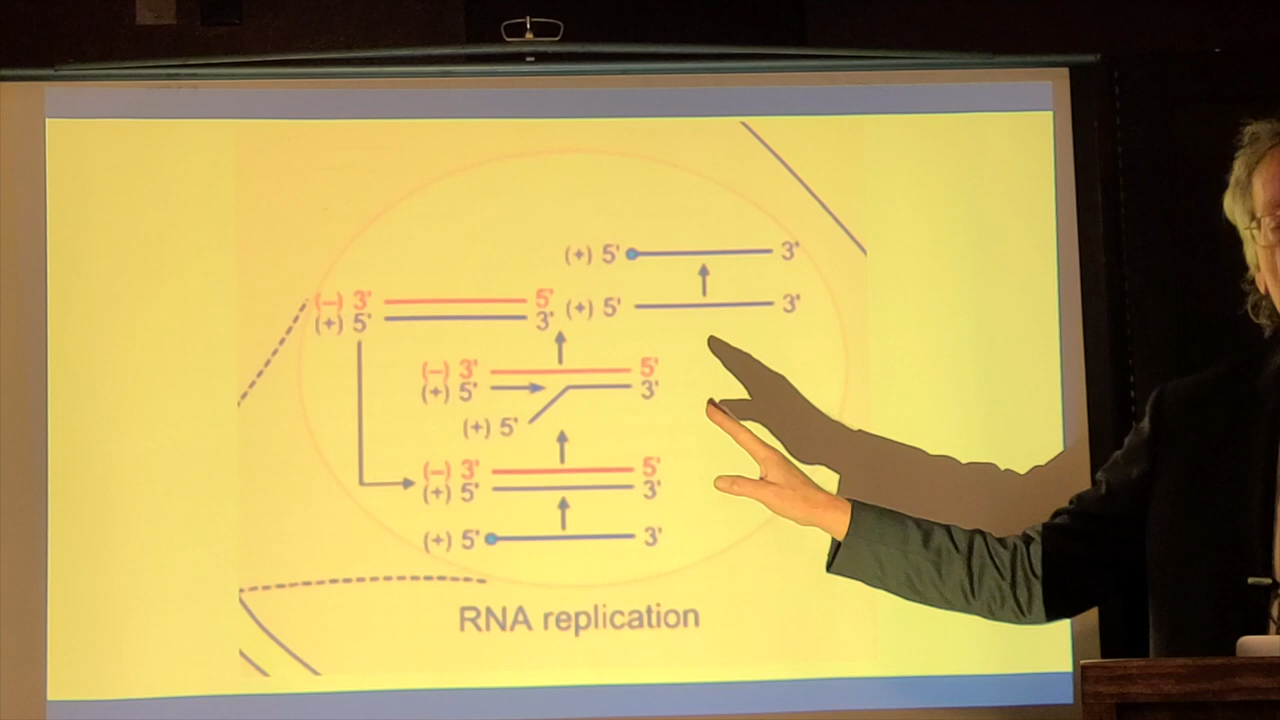 (+) 5' 3'
(+) 5' 3'
(–) 3' 5'
(+) 5' 3'
(–) 3' 5'
(+) 5' 3'
(+) 5'
(–) 3' 5'
(+) 5' 3'
(+) 5' 3'
RNA replication